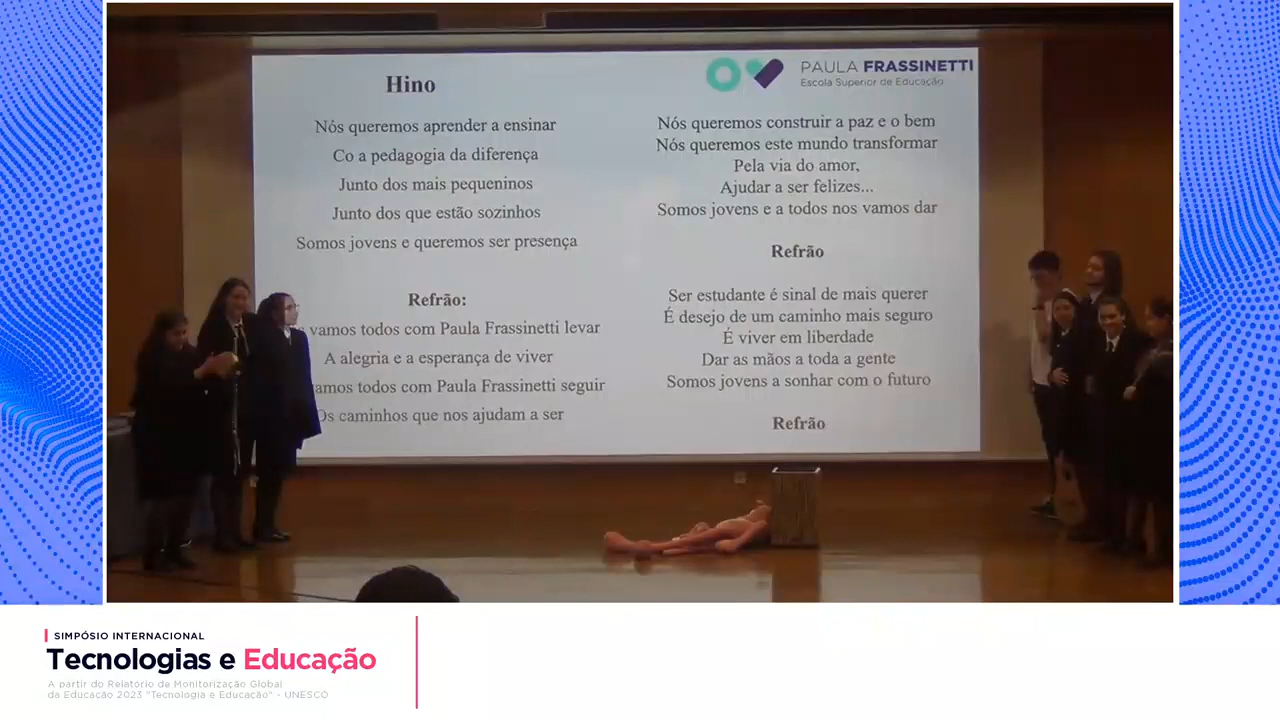 Hino
Nós queremos aprender a ensinar
Co a pedagogia da diferença
Junto dos mais pequeninos
Junto dos que estão sozinhos
Somos jovens e queremos ser presença
Refrão:
vamos todos com Paula Frassinetti levar
A alegria e a esperança de viver
amos todos com Paula Frassinetti seguir
Os caminhos que nos ajudam a ser
PAULA FRASSINETTI
Escola Superior de Educação
Nós queremos construir a paz e o bem
Nós queremos este mundo transformar
Pela via do amor,
Ajudar a ser felizes...
Somos jovens e a todos nos vamos dar
Refrão
Ser estudante é sinal de mais querer
É desejo de um caminho mais seguro
É viver em liberdade
Dar as mãos a toda a gente
Somos jovens a sonhar com o futuro
Refrão
SIMPÓSIO INTERNACIONAL
Tecnologias e Educação
A partir do Relatório de Monitorização Global
da Educação 2023 "Tecnologia e Educação" - UNESCO